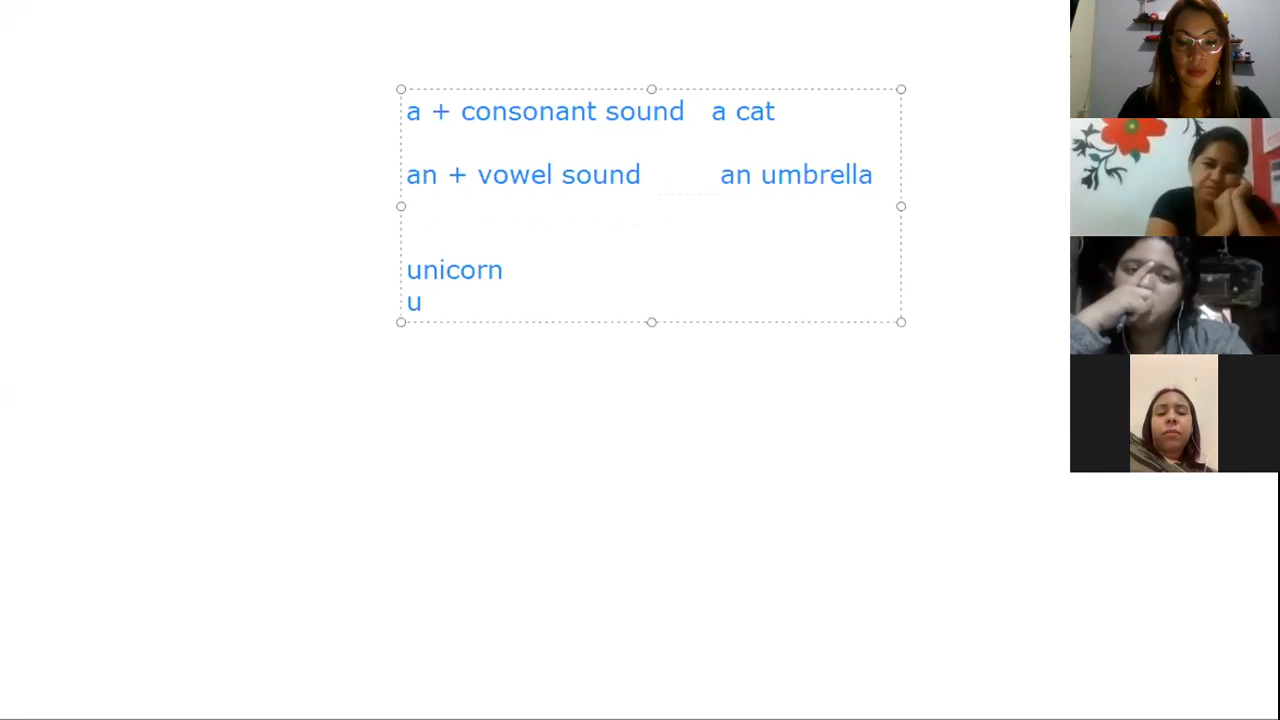 a + consonant sound a cat
an + vowel sound an umbrella
unicorn
u